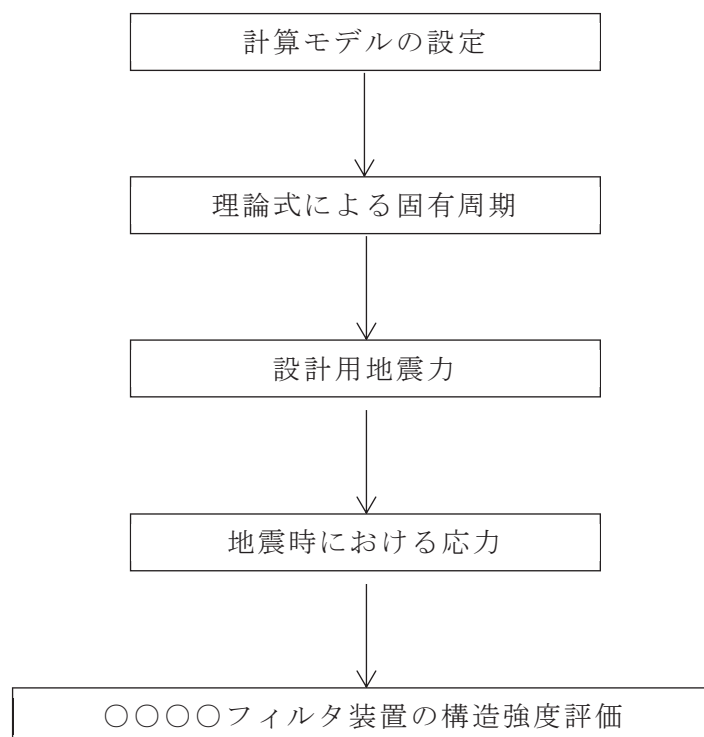 計算モデルの設定
理論式による固有周期
設計用地震力
地震時における応力
○○○○フィルタ装置の構造強度評価